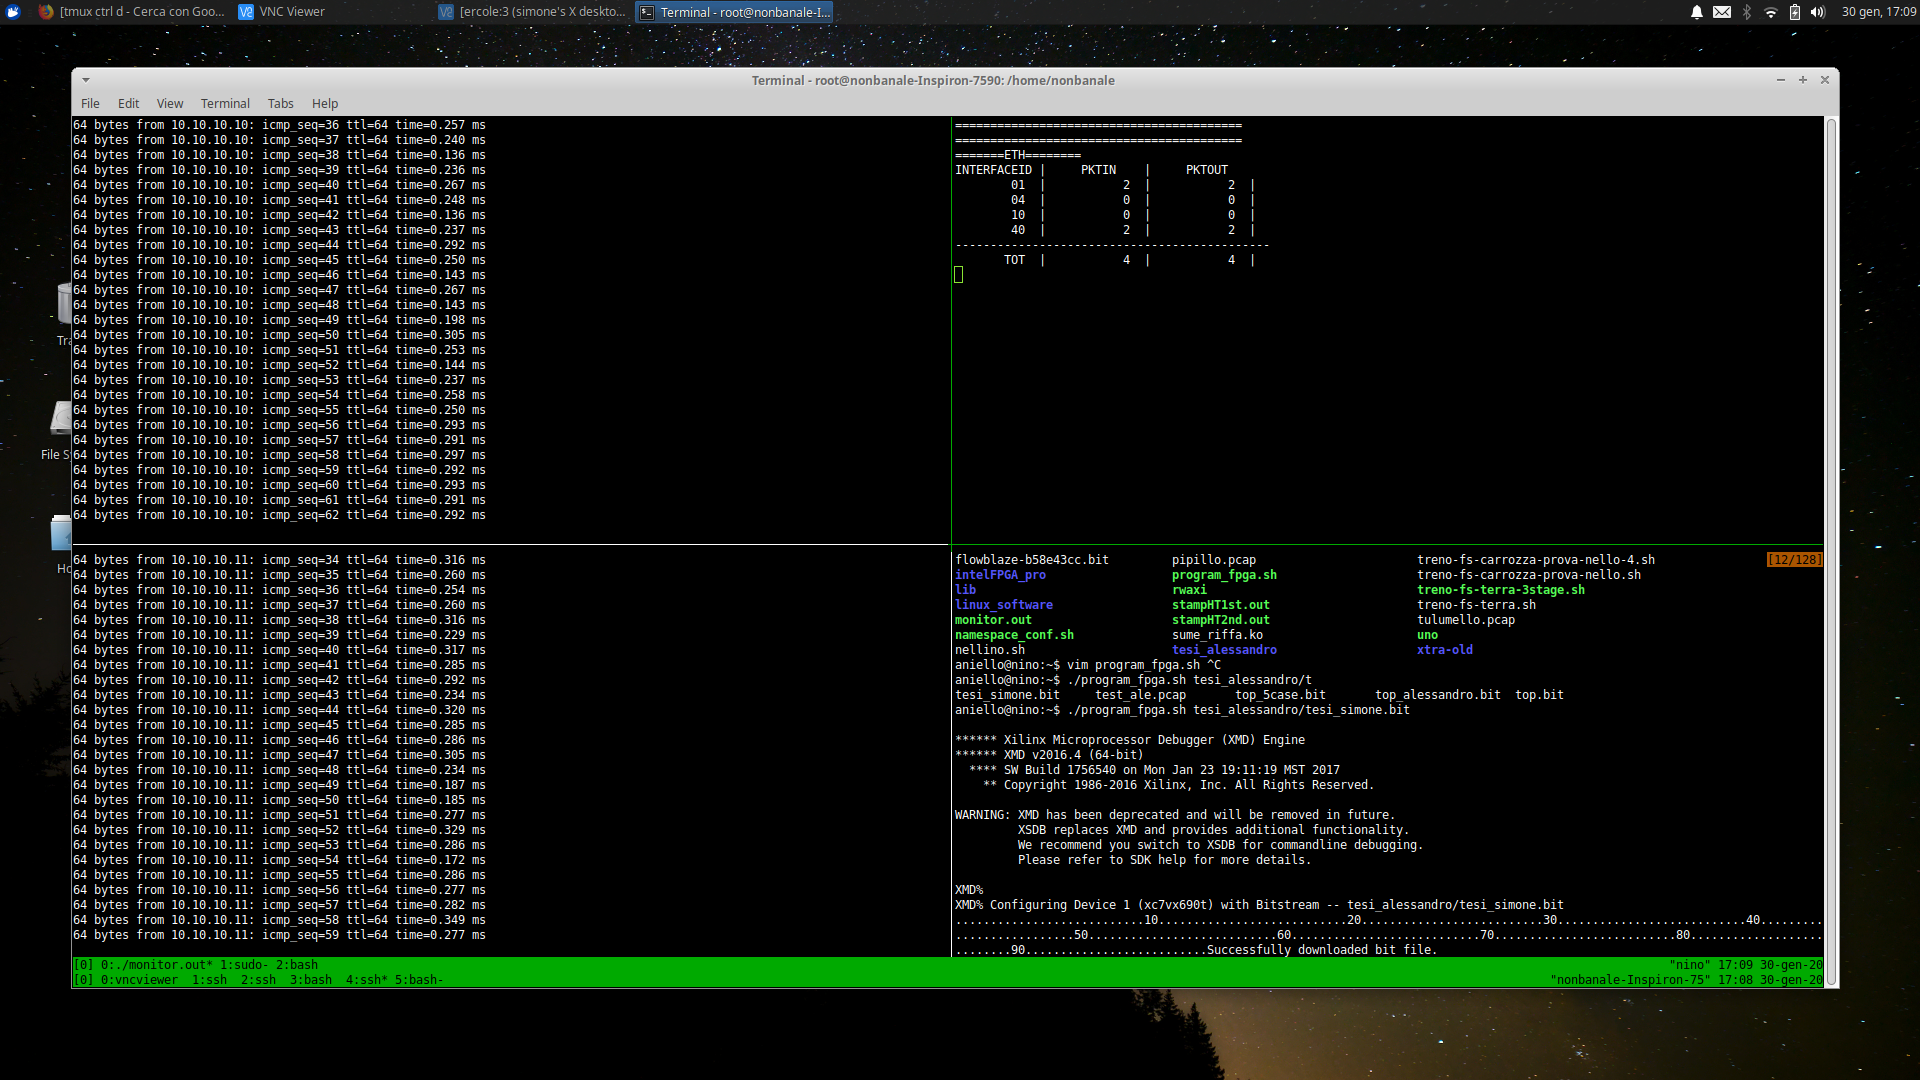 [tmux ctrl d - Cerca con Goo...
VNC Viewer
[ercole:3 (simone's X deskto...
Terminal - root@nonbanale-I...
30 gen, 17:09
Terminal - root@nonbanale-Inspiron-7590: /home/nonbanale
File Edit View Terminal Tabs Help
64 bytes from 10.10.10.10: icmp_seq=36 ttl=64 time=0.257 ms
64 bytes from 10.10.10.10: icmp_seq=37 ttl=64 time=0.240 ms
64 bytes from 10.10.10.10: icmp_seq=38 ttl=64 time=0.136 ms
64 bytes from 10.10.10.10: icmp_seq=39 ttl=64 time=0.236 ms
64 bytes from 10.10.10.10: icmp_seq=40 ttl=64 time=0.267 ms
64 bytes from 10.10.10.10: icmp_seq=41 ttl=64 time=0.248 ms
64 bytes from 10.10.10.10: icmp_seq=42 ttl=64 time=0.136 ms
64 bytes from 10.10.10.10: icmp_seq=43 ttl=64 time=0.237 ms
64 bytes from 10.10.10.10: icmp_seq=44 ttl=64 time=0.292 ms
64 bytes from 10.10.10.10: icmp_seq=45 ttl=64 time=0.250 ms
64 bytes from 10.10.10.10: icmp_seq=46 ttl=64 time=0.143 ms
64 bytes from 10.10.10.10: icmp_seq=47 ttl=64 time=0.267 ms
64 bytes from 10.10.10.10: icmp_seq=48 ttl=64 time=0.143 ms
64 bytes from 10.10.10.10: icmp_seq=49 ttl=64 time=0.198 ms
64 bytes from 10.10.10.10: icmp_seq=50 ttl=64 time=0.305 ms
64 bytes from 10.10.10.10: icmp_seq=51 ttl=64 time=0.253 ms
64 bytes from 10.10.10.10: icmp_seq=52 ttl=64 time=0.144 ms
64 bytes from 10.10.10.10: icmp_seq=53 ttl=64 time=0.237 ms
64 bytes from 10.10.10.10: icmp_seq=54 ttl=64 time=0.258 ms
64 bytes from 10.10.10.10: icmp_seq=55 ttl=64 time=0.250 ms
64 bytes from 10.10.10.10: icmp_seq=56 ttl=64 time=0.293 ms
64 bytes from 10.10.10.10: icmp_seq=57 ttl=64 time=0.291 ms
64 bytes from 10.10.10.10: icmp_seq=58 ttl=64 time=0.297 ms
64 bytes from 10.10.10.10: icmp_seq=59 ttl=64 time=0.292 ms
64 bytes from 10.10.10.10: icmp_seq=60 ttl=64 time=0.293 ms
64 bytes from 10.10.10.10: icmp_seq=61 ttl=64 time=0.291 ms
64 bytes from 10.10.10.10: icmp_seq=62 ttl=64 time=0.292 ms
=========================================
=========================================
=======ETH========
INTERFACEID | PKTIN | PKTOUT
01 | 2 | 2 |
04 | 0 | 0 |
10 | 0 | 0 |
40 | 2 | 2 |
---------------------------------------------
TOT | 4 | 4 |
64 bytes from 10.10.10.11: icmp_seq=34 ttl=64 time=0.316 ms
64 bytes from 10.10.10.11: icmp_seq=35 ttl=64 time=0.260 ms
64 bytes from 10.10.10.11: icmp_seq=36 ttl=64 time=0.254 ms
64 bytes from 10.10.10.11: icmp_seq=37 ttl=64 time=0.260 ms
64 bytes from 10.10.10.11: icmp_seq=38 ttl=64 time=0.316 ms
64 bytes from 10.10.10.11: icmp_seq=39 ttl=64 time=0.229 ms
64 bytes from 10.10.10.11: icmp_seq=40 ttl=64 time=0.317 ms
64 bytes from 10.10.10.11: icmp_seq=41 ttl=64 time=0.285 ms
64 bytes from 10.10.10.11: icmp_seq=42 ttl=64 time=0.292 ms
64 bytes from 10.10.10.11: icmp_seq=43 ttl=64 time=0.234 ms
64 bytes from 10.10.10.11: icmp_seq=44 ttl=64 time=0.320 ms
64 bytes from 10.10.10.11: icmp_seq=45 ttl=64 time=0.285 ms
64 bytes from 10.10.10.11: icmp_seq=46 ttl=64 time=0.286 ms
64 bytes from 10.10.10.11: icmp_seq=47 ttl=64 time=0.305 ms
64 bytes from 10.10.10.11: icmp_seq=48 ttl=64 time=0.234 ms
64 bytes from 10.10.10.11: icmp_seq=49 ttl=64 time=0.187 ms
64 bytes from 10.10.10.11: icmp_seq=50 ttl=64 time=0.185 ms
64 bytes from 10.10.10.11: icmp_seq=51 ttl=64 time=0.277 ms
64 bytes from 10.10.10.11: icmp_seq=52 ttl=64 time=0.329 ms
64 bytes from 10.10.10.11: icmp_seq=53 ttl=64 time=0.286 ms
64 bytes from 10.10.10.11: icmp_seq=54 ttl=64 time=0.172 ms
64 bytes from 10.10.10.11: icmp_seq=55 ttl=64 time=0.286 ms
64 bytes from 10.10.10.11: icmp_seq=56 ttl=64 time=0.277 ms
64 bytes from 10.10.10.11: icmp_seq=57 ttl=64 time=0.282 ms
64 bytes from 10.10.10.11: icmp_seq=58 ttl=64 time=0.349 ms
64 bytes from 10.10.10.11: icmp_seq=59 ttl=64 time=0.277 ms
flowblaze-b58e43cc.bit pipillo.pcap treno-fs-carrozza-prova-nello-4.sh [12/128]
intelFPGA_pro program_fpga.sh treno-fs-carrozza-prova-nello.sh
lib rwaxi treno-fs-terra-3stage.sh
linux_software stampHT1st.out treno-fs-terra.sh
monitor.out stampHT2nd.out tulumello.pcap
namespace_conf.sh sume_riffa.ko uno
nellino.sh tesi_alessandro xtra-old
aniello@nino:~$ vim program_fpga.sh ^C
aniello@nino:~$ ./program_fpga.sh tesi_alessandro/t
tesi_simone.bit test_ale.pcap top_5case.bit top_alessandro.bit top.bit
aniello@nino:~$ ./program_fpga.sh tesi_alessandro/tesi_simone.bit
****** Xilinx Microprocessor Debugger (XMD) Engine
****** XMD v2016.4 (64-bit)
**** SW Build 1756540 on Mon Jan 23 19:11:19 MST 2017
** Copyright 1986-2016 Xilinx, Inc. All Rights Reserved.
WARNING: XMD has been deprecated and will be removed in future.
XSDB replaces XMD and provides additional functionality.
We recommend you switch to XSDB for commandline debugging.
Please refer to SDK help for more details.
XMD%
XMD% Configuring Device 1 (xc7vx690t) with Bitstream -- tesi_alessandro/tesi_simone.bit
...........................10...........................20..........................30...........................40.........
.................50...........................60...........................70..........................80...................
........90..........................Successfully downloaded bit file.
[0] 0:./monitor.out* 1:sudo- 2:bash "nino" 17:09 30-gen-20
[0] 0:vncviewer 1:ssh 2:ssh 3:bash 4:ssh* 5:bash- "nonbanale-Inspiron-75" 17:08 30-gen-20
Tra
File S
Ho